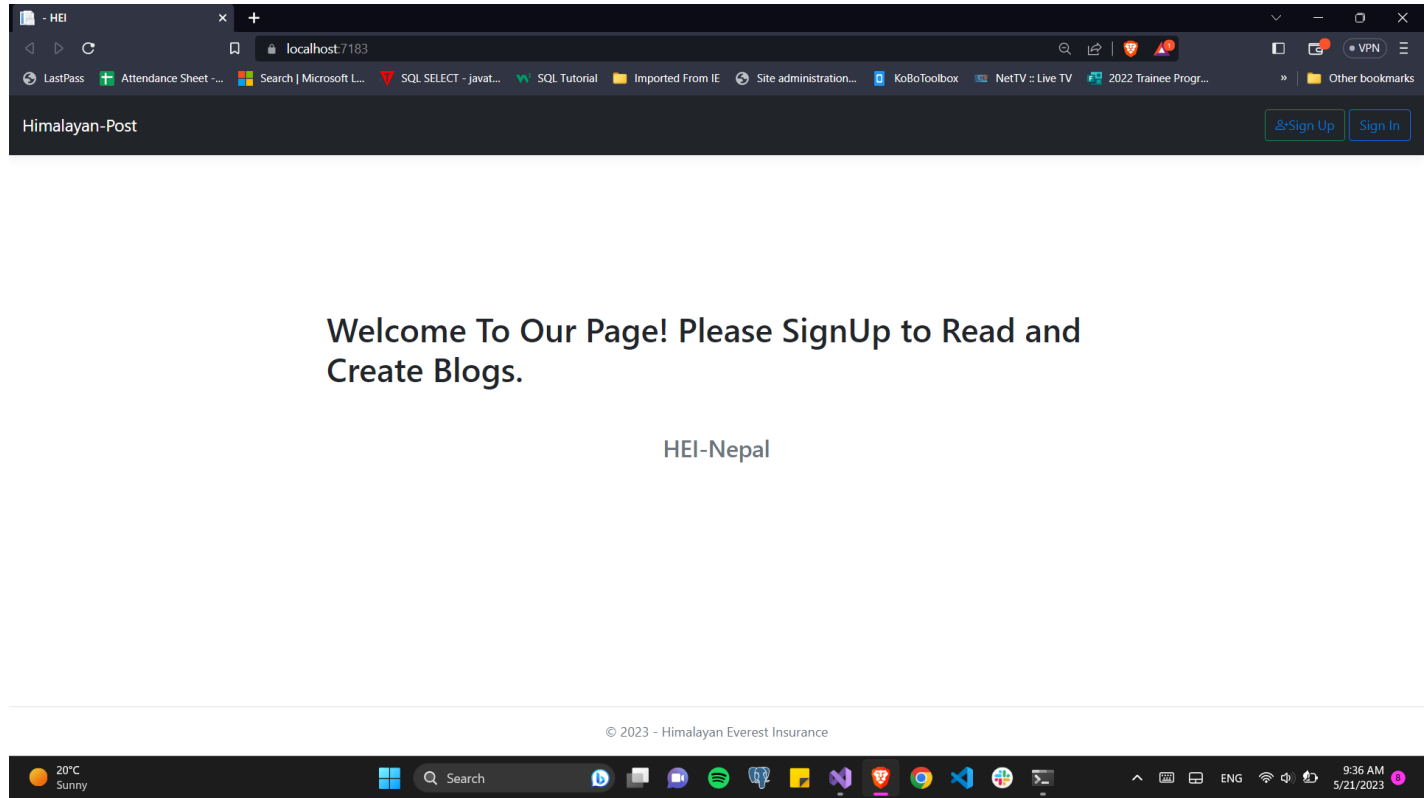 - HEI
localhost:7183
VPN
LastPass Attendance Sheet -... Search | Microsoft L... SQL SELECT - javat... SQL Tutorial Imported From IE Site administration... KoBoToolbox NetTV :: Live TV 2022 Trainee Progr... » Other bookmarks
Himalayan-Post Sign Up Sign In
Welcome To Our Page! Please SignUp to Read and
Create Blogs.
HEI-Nepal
© 2023 - Himalayan Everest Insurance
20°C
Sunny
Search
ENG
9:36 AM
5/21/2023
8